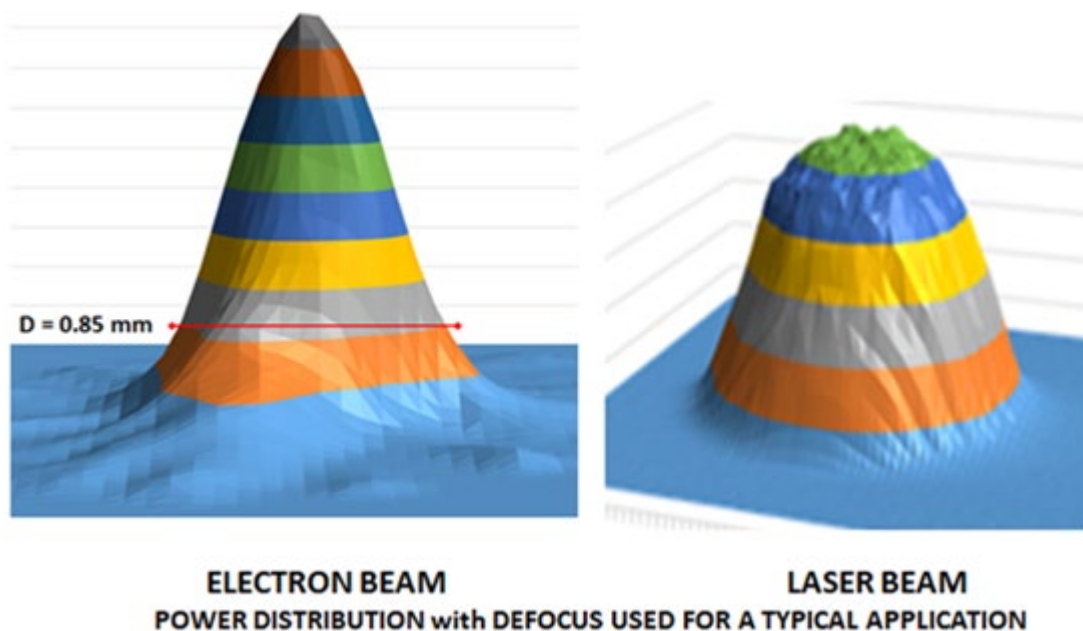 D = 0.85 mm
ELECTRON BEAM
LASER BEAM
POWER DISTRIBUTION with DEFOCUS USED FOR A TYPICAL APPLICATION